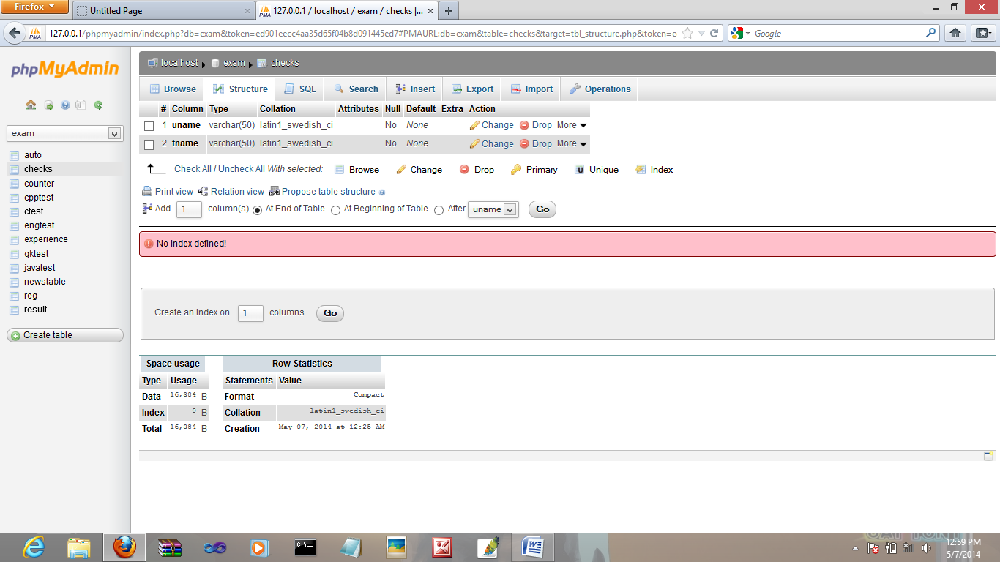 Firefox
Untitled Page
127.0.0.1 / localhost / exam / checks |...
127.0.0.1/phpmyadmin/index.php?db=exam&token=ed901eecc4aa35d65f04b8d091445ed7#PMAURL:db=exam&table=checks&target=tbl_structure.php&token=e
Google
phpMyAdmin
exam
auto
checks
counter
cpptest
ctest
engtest
experience
gktest
javatest
newstable
reg
result
Create table
localhost exam checks
Browse Structure SQL Search Insert Export Import Operations
# Column Type Collation Attributes Null Default Extra Action
1 uname varchar(50) latin1_swedish_ci No None Change Drop More
2 tname varchar(50) latin1_swedish_ci No None Change Drop More
Check All / Uncheck All With selected: Browse Change Drop Primary Unique Index
Print view Relation view Propose table structure
Add 1 column(s) At End of Table At Beginning of Table After uname Go
No index defined!
Create an index on 1 columns Go
Space usage
Type Usage
Data 16,384 B
Index 0 B
Total 16,384 B
Row Statistics
Statements Value
Format Compact
Collation latin1_swedish_ci
Creation May 07, 2014 at 12:25 AM
12:59 PM
5/7/2014